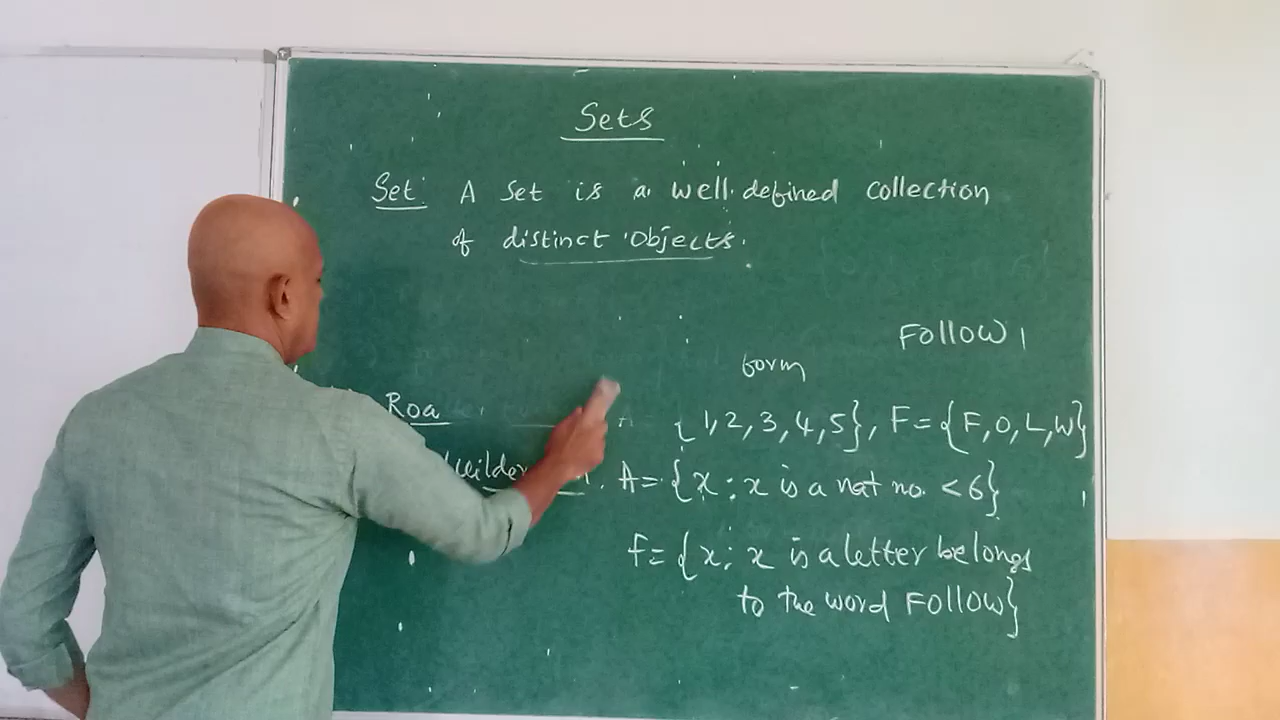 Sets
Set: A Set is a well defined collection
of distinct Objects.
FOllOW
form
Roa
{1,2,3,4,5}, F={F,O,L,W}
A={x:x is a nat no. <6}
F={x: x is a letter belongs
to the word FOLLOW}